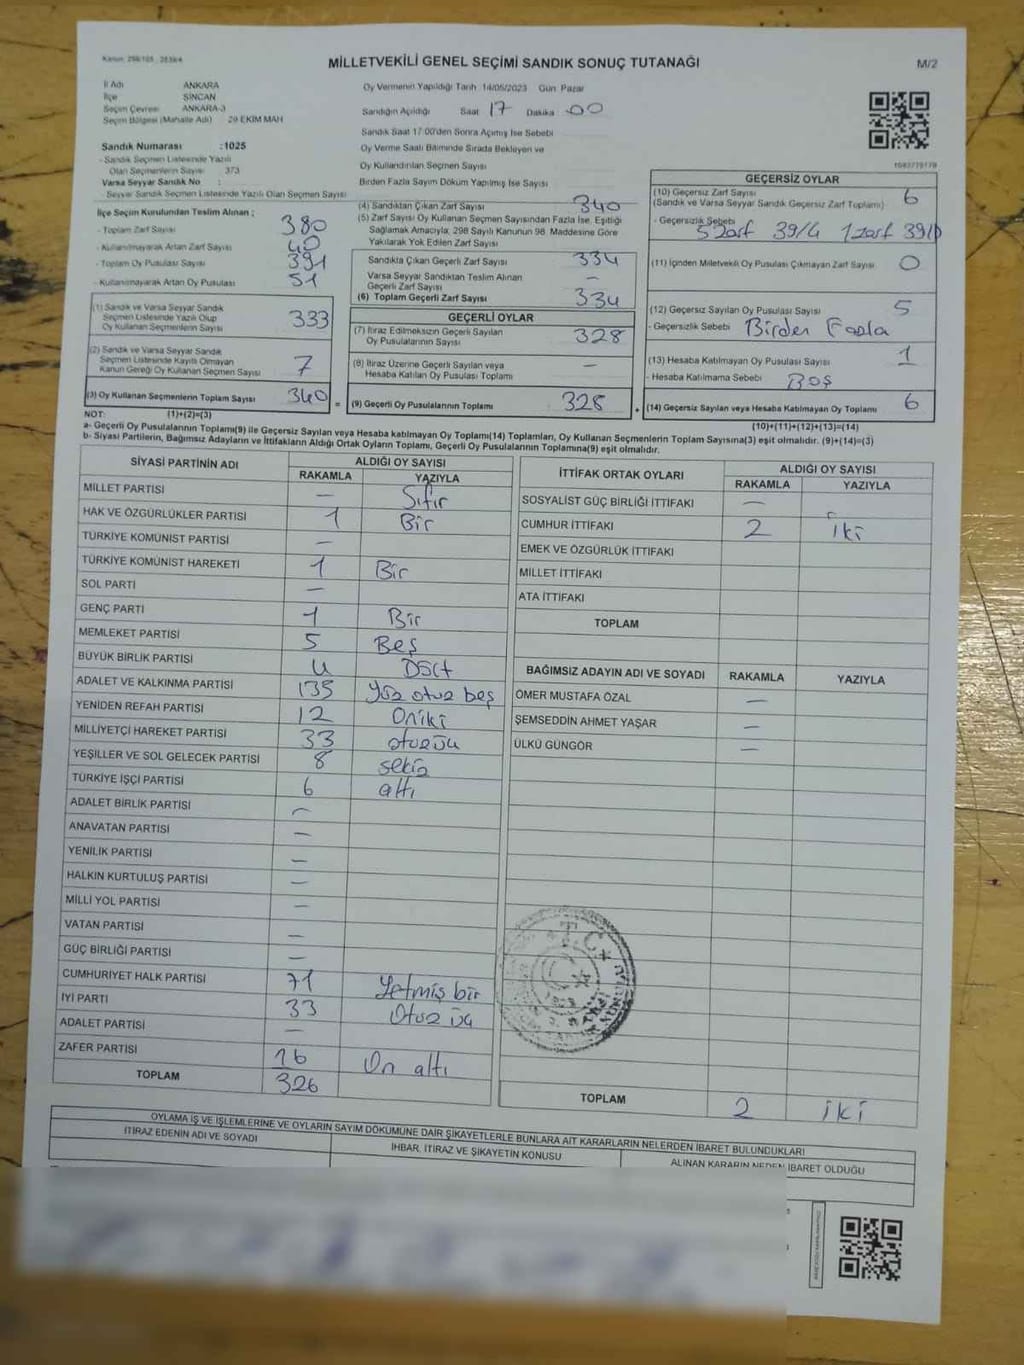 Kanun: 298/105 , 2839/4
MİLLETVEKİLİ GENEL SEÇİMİ SANDIK SONUÇ TUTANAĞI
M/2
İl Adı ANKARA
İlçe SİNCAN
Seçim Çevresi ANKARA-3
Seçim Bölgesi (Mahalle Adı) 29 EKİM MAH
Sandık Numarası :1025
- Sandık Seçmen Listesinde Yazılı
Olan Seçmenlerin Sayısı 373
Varsa Seyyar Sandık No :
- Seyyar Sandık Seçmen Listesinde Yazılı Olan Seçmen Sayısı
Oy Vermenin Yapıldığı Tarih 14/05/2023 Gün Pazar
Sandığın Açıldığı Saat 17 Dakika 00
Sandık Saat 17:00'den Sonra Açımış İse Sebebi
Oy Verme Saati Bitiminde Sırada Bekleyen ve
Oy Kullandırılan Seçmen Sayısı
Birden Fazla Sayım Döküm Yapılmış İse Sayısı
İlçe Seçim Kurulundan Teslim Alınan ;
- Toplam Zarf Sayısı 380
- Kullanılmayarak Artan Zarf Sayısı 40
- Toplam Oy Pusulası Sayısı 391
- Kullanılmayarak Artan Oy Pusulası 51
(1) Sandık ve Varsa Seyyar Sandık
Seçmen Listesinde Yazılı Olup
Oy Kullanan Seçmenlerin Sayısı 333
(2) Sandık ve Varsa Seyyar Sandık
Seçmen Listesinde Kayıtlı Olmayan
Kanun Gereği Oy Kullanan Seçmen Sayısı 7
(3) Oy Kullanan Seçmenlerin Toplam Sayısı 340 =
(4) Sandıktan Çıkan Zarf Sayısı 340
(5) Zarf Sayısı Oy Kullanan Seçmen Sayısından Fazla İse, Eşitliği
Sağlamak Amacıyla, 298 Sayılı Kanunun 98. Maddesine Göre
Yakılarak Yok Edilen Zarf Sayısı
Sandıkta Çıkan Geçerli Zarf Sayısı 334
Varsa Seyyar Sandıktan Teslim Alınan
Geçerli Zarf Sayısı –
(6) Toplam Geçerli Zarf Sayısı 334
GEÇERLİ OYLAR
(7) İtiraz Edilmeksizin Geçerli Sayılan
Oy Pusulalarının Sayısı 328
(8) İtiraz Üzerine Geçerli Sayılan veya
Hesaba Katılan Oy Pusulası Toplamı –
(9) Geçerli Oy Pusulalarının Toplamı 328 +
GEÇERSİZ OYLAR
(10) Geçersiz Zarf Sayısı
(Sandık ve Varsa Seyyar Sandık Geçersiz Zarf Toplamı) 6
- Geçersizlik Sebebi
5 zarf 39/4 1 zarf
(11) İçinden Milletvekili Oy Pusulası Çıkmayan Zarf Sayısı 0
(12) Geçersiz Sayılan Oy Pusulası Sayısı 5
- Geçersizlik Sebebi Birden Fazla
(13) Hesaba Katılmayan Oy Pusulası Sayısı 1
- Hesaba Katılmama Sebebi Boş
(14) Geçersiz Sayılan veya Hesaba Katılmayan Oy Toplamı 6
NOT: (1)+(2)=(3) (10)+(11)+(12)+(13)=(14)
a- Geçerli Oy Pusulalarının Toplamı(9) ile Geçersiz Sayılan veya Hesaba katılmayan Oy Toplamı(14) Toplamları, Oy Kullanan Seçmenlerin Toplam Sayısına(3) eşit olmalıdır. (9)+(14)=(3)
b- Siyasi Partilerin, Bağımsız Adayların ve İttifakların Aldığı Ortak Oyların Toplamı, Geçerli Oy Pusulalarının Toplamına(9) eşit olmalıdır.
SİYASİ PARTİNİN ADI ALDIĞI OY SAYISI
RAKAMLA YAZIYLA
MİLLET PARTİSİ – Sıfır
HAK VE ÖZGÜRLÜKLER PARTİSİ 1 Bir
TÜRKİYE KOMÜNİST PARTİSİ –
TÜRKİYE KOMÜNİST HAREKETİ 1 Bir
SOL PARTİ –
GENÇ PARTİ 1 Bir
MEMLEKET PARTİSİ 5 Beş
BÜYÜK BİRLİK PARTİSİ 4 Dört
ADALET VE KALKINMA PARTİSİ 135 Yüz otuz beş
YENİDEN REFAH PARTİSİ 12 Oniki
MİLLİYETÇİ HAREKET PARTİSİ 33 otuzüç
YEŞİLLER VE SOL GELECEK PARTİSİ 8 sekiz
TÜRKİYE İŞÇİ PARTİSİ 6 altı
ADALET BİRLİK PARTİSİ –
ANAVATAN PARTİSİ –
YENİLİK PARTİSİ –
HALKIN KURTULUŞ PARTİSİ –
MİLLİ YOL PARTİSİ –
VATAN PARTİSİ –
GÜÇ BİRLİĞİ PARTİSİ –
CUMHURİYET HALK PARTİSİ 71 Yetmiş bir
İYİ PARTİ 33 Otuz üç
ADALET PARTİSİ –
ZAFER PARTİSİ 16 On altı
TOPLAM 326
İTTİFAK ORTAK OYLARI ALDIĞI OY SAYISI
RAKAMLA YAZIYLA
SOSYALİST GÜÇ BİRLİĞİ İTTİFAKI –
CUMHUR İTTİFAKI 2 iki
EMEK VE ÖZGÜRLÜK İTTİFAKI
MİLLET İTTİFAKI
ATA İTTİFAKI
TOPLAM
BAĞIMSIZ ADAYIN ADI VE SOYADI RAKAMLA YAZIYLA
ÖMER MUSTAFA ÖZAL –
ŞEMSEDDİN AHMET YAŞAR –
ÜLKÜ GÜNGÖR –
T.C.
TOPLAM 2 iki
OYLAMA İŞ VE İŞLEMLERİNE VE OYLARIN SAYIM DÖKÜMÜNE DAİR ŞİKAYETLERLE BUNLARA AİT KARARLARIN NELERDEN İBARET BULUNDUKLARI
İTİRAZ EDENİN ADI VE SOYADI İHBAR, İTİRAZ VE ŞİKAYETİN KONUSU ALINAN KARARIN NEDEN İBARET OLDUĞU